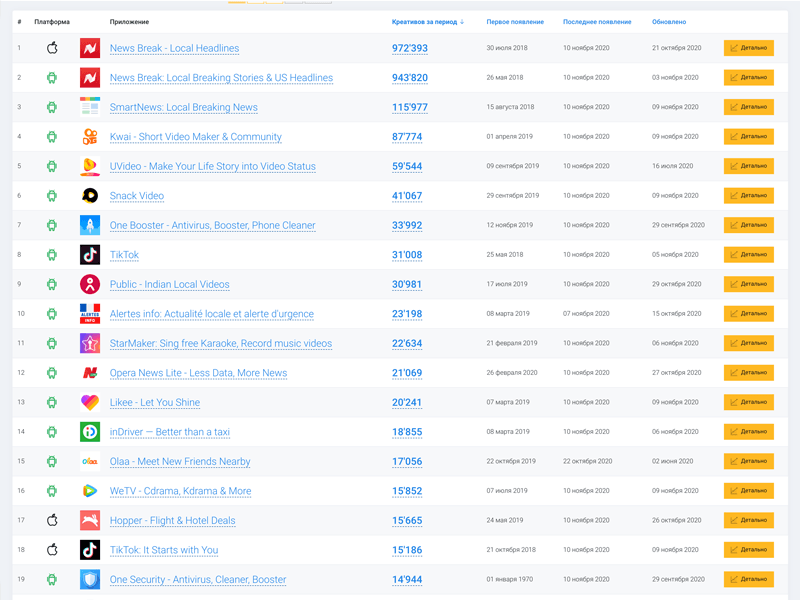 # Платформа Приложение Креативов за период ↓ Первое появление Последнее появление Обновлено
1 News Break - Local Headlines 972'393 30 июля 2018 10 ноября 2020 21 октября 2020 Детально
2 News Break: Local Breaking Stories & US Headlines 943'820 26 мая 2018 10 ноября 2020 03 ноября 2020 Детально
3 SmartNews: Local Breaking News 115'977 15 августа 2018 10 ноября 2020 09 ноября 2020 Детально
4 Kwai - Short Video Maker & Community 87'774 01 апреля 2019 10 ноября 2020 09 ноября 2020 Детально
5 UVideo - Make Your Life Story into Video Status 59'544 09 сентября 2019 10 ноября 2020 16 июля 2020 Детально
6 Snack Video 41'067 29 сентября 2019 10 ноября 2020 09 ноября 2020 Детально
7 One Booster - Antivirus, Booster, Phone Cleaner 33'992 12 ноября 2019 10 ноября 2020 29 сентября 2020 Детально
8 TikTok 31'008 25 мая 2018 10 ноября 2020 05 ноября 2020 Детально
9 Public - Indian Local Videos 30'981 17 июля 2019 10 ноября 2020 29 октября 2020 Детально
10 ALERTES INFO Alertes info: Actualité locale et alerte d'urgence 23'198 08 марта 2019 07 ноября 2020 15 октября 2020 Детально
11 StarMaker: Sing free Karaoke, Record music videos 22'634 21 февраля 2019 10 ноября 2020 06 ноября 2020 Детально
12 Opera News Lite - Less Data, More News 21'069 26 февраля 2020 10 ноября 2020 27 октября 2020 Детально
13 Likee - Let You Shine 20'241 07 марта 2019 10 ноября 2020 09 ноября 2020 Детально
14 inDriver — Better than a taxi 18'855 08 марта 2019 10 ноября 2020 06 ноября 2020 Детально
15 olaa Olaa - Meet New Friends Nearby 17'056 22 октября 2019 22 октября 2020 02 июня 2020 Детально
16 WeTV - Cdrama, Kdrama & More 15'852 07 июля 2019 10 ноября 2020 09 ноября 2020 Детально
17 Hopper - Flight & Hotel Deals 15'665 24 мая 2019 10 ноября 2020 26 октября 2020 Детально
18 TikTok: It Starts with You 15'186 21 октября 2018 10 ноября 2020 09 ноября 2020 Детально
19 One Security - Antivirus, Cleaner, Booster 14'944 01 января 1970 10 ноября 2020 29 сентября 2020 Детально